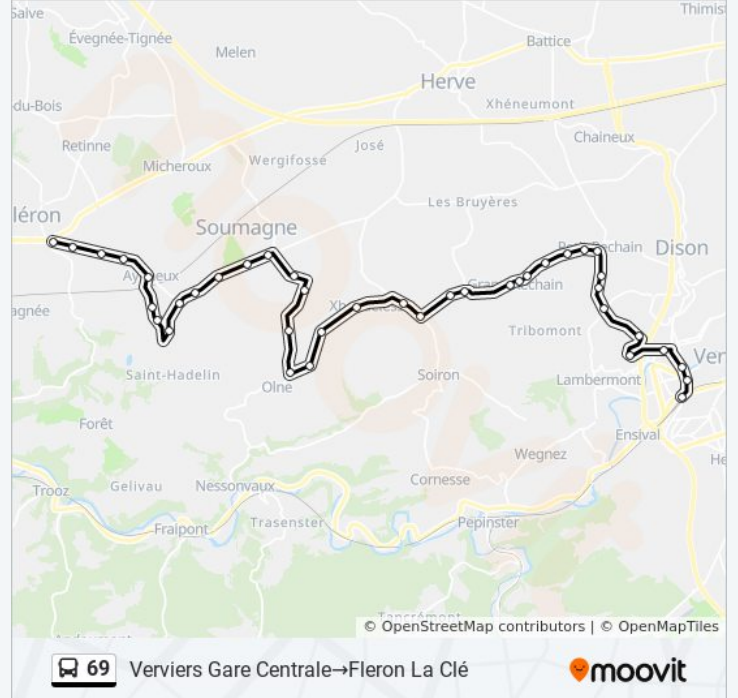 Salve
Thimist
Évegnée-Tignée
Battice
Melen
Herve
Xhéneumont
du-Bois
Chaineux
José
Retinne
Wergifosse
Micheroux
Les Bruyères
léron
Soumagne
Dison
Ayeneux
agnée
Tribomont
Ver
Saint-Hadelin
Soiron
Lambermont
Olne
Forêt
Ensival
Wegnez
He
Cornesse
Gelivau
Nessonvaux
Trooz
Trasenster
Pepinster
Fraipont
© OpenStreetMap contributors | © OpenMapTiles
69 Verviers Gare Centrale→Fleron La Clé
moovit